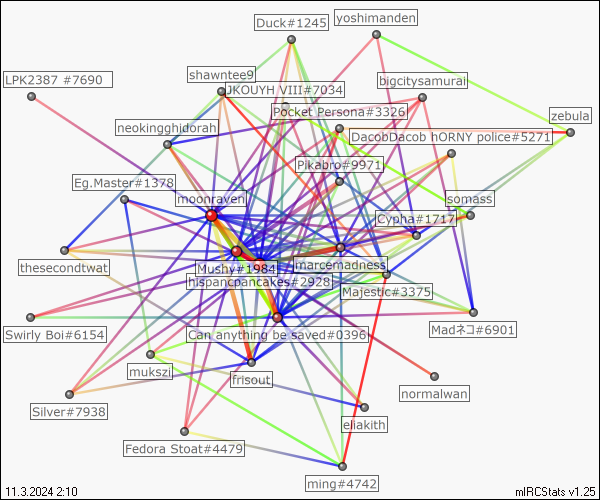 yoshimanden
Duck#1245
shawntee9
LPK2387 #7690
bigcitysamurai
JKOUYH VIII#7034
Pocket Persona#3326
zebula
neokingghidorah
DacobDacob hORNY police#5271
Pikabro#9971
Eg.Master#1378
moonraven
somass
Cypha#1717
thesecondtwat
Mushy#1984
marcemadness
hispancpancakes#2928
Majestic#3375
Swirly Boi#6154
Can anything be saved#0396
Madネコ#6901
mukszi
frisout
normalwan
Silver#7938
eliakith
Fedora Stoat#4479
ming#4742
11.3.2024 2:10
mIRCStats v1.25